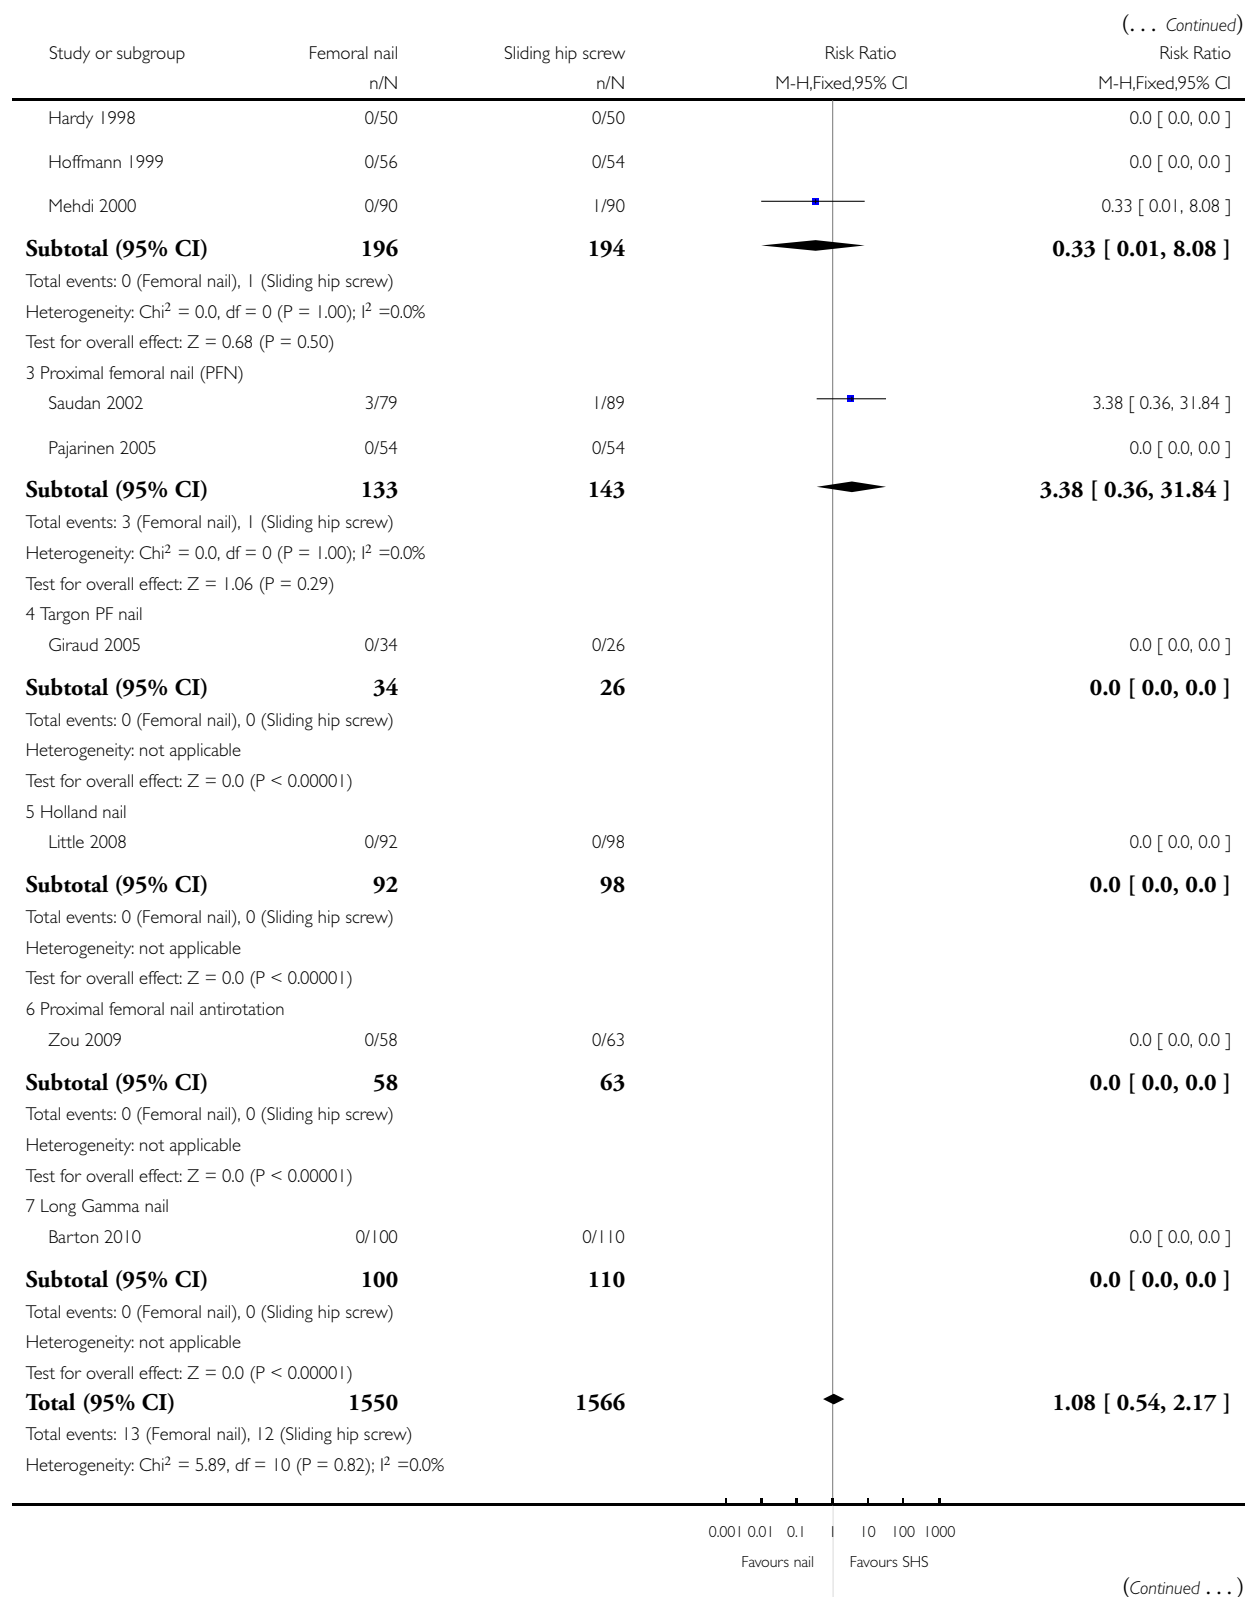 (... Continued)
Study or subgroup Femoral nail Sliding hip screw Risk Ratio Risk Ratio
n/N n/N M-H,Fixed,95% CI M-H,Fixed,95% CI
Hardy 1998 0/50 0/50 0.0 [ 0.0, 0.0 ]
Hoffmann 1999 0/56 0/54 0.0 [ 0.0, 0.0 ]
Mehdi 2000 0/90 1/90 0.33 [ 0.01, 8.08 ]
Subtotal (95% CI) 196 194 0.33 [ 0.01, 8.08 ]
Total events: 0 (Femoral nail), 1 (Sliding hip screw)
Heterogeneity: Chi² = 0.0, df = 0 (P = 1.00); I² =0.0%
Test for overall effect: Z = 0.68 (P = 0.50)
3 Proximal femoral nail (PFN)
Saudan 2002 3/79 1/89 3.38 [ 0.36, 31.84 ]
Pajarinen 2005 0/54 0/54 0.0 [ 0.0, 0.0 ]
Subtotal (95% CI) 133 143 3.38 [ 0.36, 31.84 ]
Total events: 3 (Femoral nail), 1 (Sliding hip screw)
Heterogeneity: Chi² = 0.0, df = 0 (P = 1.00); I² =0.0%
Test for overall effect: Z = 1.06 (P = 0.29)
4 Targon PF nail
Giraud 2005 0/34 0/26 0.0 [ 0.0, 0.0 ]
Subtotal (95% CI) 34 26 0.0 [ 0.0, 0.0 ]
Total events: 0 (Femoral nail), 0 (Sliding hip screw)
Heterogeneity: not applicable
Test for overall effect: Z = 0.0 (P < 0.00001)
5 Holland nail
Little 2008 0/92 0/98 0.0 [ 0.0, 0.0 ]
Subtotal (95% CI) 92 98 0.0 [ 0.0, 0.0 ]
Total events: 0 (Femoral nail), 0 (Sliding hip screw)
Heterogeneity: not applicable
Test for overall effect: Z = 0.0 (P < 0.00001)
6 Proximal femoral nail antirotation
Zou 2009 0/58 0/63 0.0 [ 0.0, 0.0 ]
Subtotal (95% CI) 58 63 0.0 [ 0.0, 0.0 ]
Total events: 0 (Femoral nail), 0 (Sliding hip screw)
Heterogeneity: not applicable
Test for overall effect: Z = 0.0 (P < 0.00001)
7 Long Gamma nail
Barton 2010 0/100 0/110 0.0 [ 0.0, 0.0 ]
Subtotal (95% CI) 100 110 0.0 [ 0.0, 0.0 ]
Total events: 0 (Femoral nail), 0 (Sliding hip screw)
Heterogeneity: not applicable
Test for overall effect: Z = 0.0 (P < 0.00001)
Total (95% CI) 1550 1566 1.08 [ 0.54, 2.17 ]
Total events: 13 (Femoral nail), 12 (Sliding hip screw)
Heterogeneity: Chi² = 5.89, df = 10 (P = 0.82); I² =0.0%
0.001 0.01 0.1 1 10 100 1000
Favours nail Favours SHS
(Continued ...)